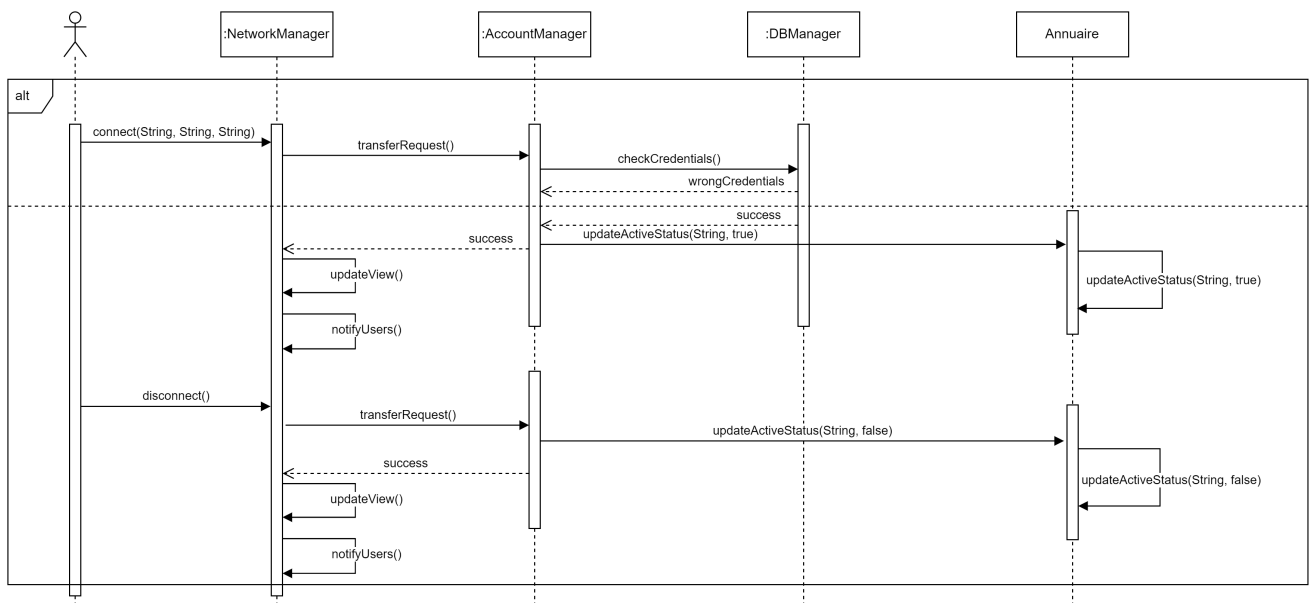 :NetworkManager
:AccountManager
:DBManager
Annuaire
alt
connect(String, String, String)
transferRequest()
checkCredentials()
wrongCredentials
success
updateActiveStatus(String, true)
success
updateView()
updateActiveStatus(String, true)
notifyUsers()
disconnect()
transferRequest()
updateActiveStatus(String, false)
success
updateActiveStatus(String, false)
updateView()
notifyUsers()